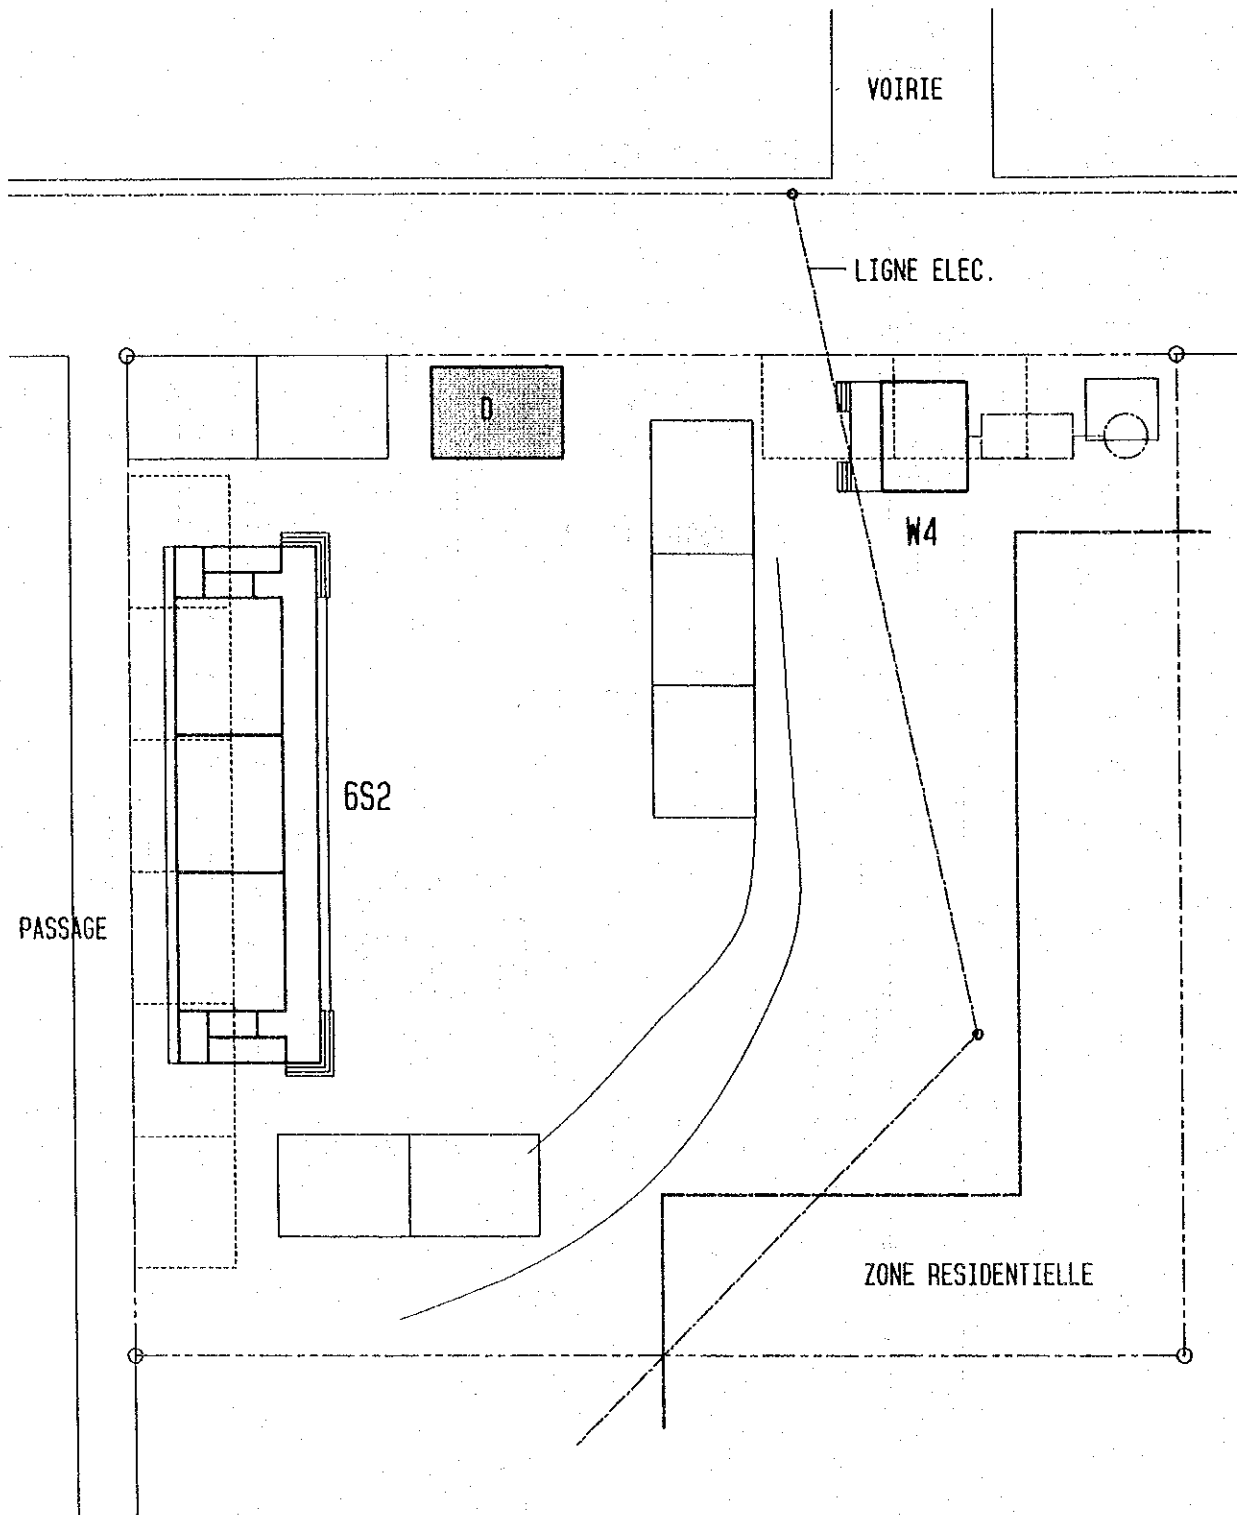 VOIRIE
LIGNE ELEC.
D
W4
6S2
PASSAGE
ZONE RESIDENTIELLE